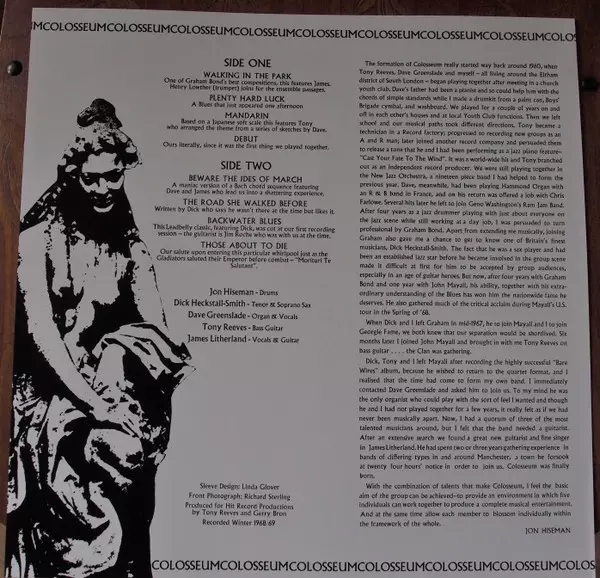 UMCOLOSSEUMCOLOSSEUMCOLOSSEUMCOLOSSEUMCOLOSSEUM
SIDE ONE
WALKING IN THE PARK
One of Graham Bond's best compositions, this features James.
Henry Lowther (trumpet) joins for the ensemble passages.
PLENTY HARD LUCK
A Blues that just appeared one afternoon
MANDARIN
Based on a Japanese soft scale this features Tony
who arranged the theme from a series of sketches by Dave.
DEBUT
Ours literally, since it was the first thing we played together.
SIDE TWO
BEWARE THE IDES OF MARCH
A maniac version of a Bach chord sequence featuring
Dave and James who lead us into a shattering experience.
THE ROAD SHE WALKED BEFORE
Written by Dick who says he wasn't there at the time but likes it.
BACKWATER BLUES
This Leadbelly classic, featuring Dick, was cut at our first recording
session – the guitarist is Jim Roche who was with us at the time.
THOSE ABOUT TO DIE
Our salute upon entering this particular whirlpool just as the
Gladiators saluted their Emperor before combat – "Morituri Te
Salutant".
Jon Hiseman - Drums
Dick Heckstall-Smith - Tenor & Soprano Sax
Dave Greenslade - Organ & Vocals
Tony Reeves - Bass Guitar
James Litherland - Vocals & Guitar
Sleeve Design: Linda Glover
Front Photograph: Richard Sterling
Produced for Hit Record Productions
by Tony Reeves and Gerry Bron
Recorded Winter 1968/69
The formation of Colosseum really started way back around 1960, when
Tony Reeves, Dave Greenslade and myself – all living around the Eltham
district of South London – began playing together after meeting in a church
youth club. Dave's father had been a pianist and so could help him with the
chords of simple standards while I made a drumkit from a paint can, Boys'
Brigade cymbal, and washboard. We played for a couple of years on and
off in each other's houses and at local Youth Club functions. Then we left
school and our musical paths took different directions. Tony became a
technician in a Record factory; progressed to recording new groups as an
A and R man; later joined another record company and persuaded them
to release a tone that he and I had been performing as a jazz piano feature–
"Cast Your Fate To The Wind". It was a world-wide hit and Tony branched
out as an independent record producer. We were still playing together in
the New Jazz Orchestra, a nineteen piece band I had helped to form the
previous year. Dave, meanwhile, had been playing Hammond Organ with
an R & B band in France, and on his return was offered a job with Chris
Farlowe. Several hits later he left to join Geno Washington's Ram Jam Band.
After four years as a jazz drummer playing with just about everyone on
the jazz scene while still working at a day job, I was persuaded to turn
professional by Graham Bond. Apart from extending me musically, joining
Graham also gave me a chance to get to know one of Britain's finest
musicians, Dick Heckstall-Smith. The fact that he was a sax player and had
been an established jazz star before he became involved in the group scene
made it difficult at first for him to be accepted by group audiences,
especially in an age of guitar heroes. But now, after four years with Graham
Bond and one year with John Mayall, his ability, together with his extra-
ordinary understanding of the Blues has won him the nationwide fame he
deserves. He also gathered much of the critical acclaim during Mayall's U.S.
tour in the Spring of '68.
When Dick and I left Graham in mid-1967, he to join Mayall and I to join
Georgie Fame, we both knew that our separation would be shortlived. Six
months later I joined John Mayall and brought in with me Tony Reeves on
bass guitar . . . . the Clan was gathering.
Dick, Tony and I left Mayall after recording the highly successful "Bare
Wires" album, because he wished to return to the quartet format, and I
realised that the time had come to form my own band. I immediately
contacted Dave Greenslade and asked him to join us. To my mind he was
the only organist who could play with the sort of feel I wanted and though
he and I had not played together for a few years, it really felt as if we had
never been musically apart. Now, I had a quorum of three of the most
talented musicians around, but I felt that the band needed a guitarist.
After an extensive search we found a great new guitarist and fine singer
in James Litherland. He had spent two or three years gathering experience in
bands of differing types in and around Manchester, a town he forsook
at twenty four hours' notice in order to join us. Colosseum was finally
born.
With the combination of talents that make Colosseum, I feel the basic
aim of the group can be achieved–to provide an environment in which five
individuals can work together to produce a complete musical entertainment.
And at the same time allow each member to blossom individually within
the framework of the whole.
JON HISEMAN
COLOSSEUMCOLOSSEUMCOLOSSEUMCOLOSSEUM